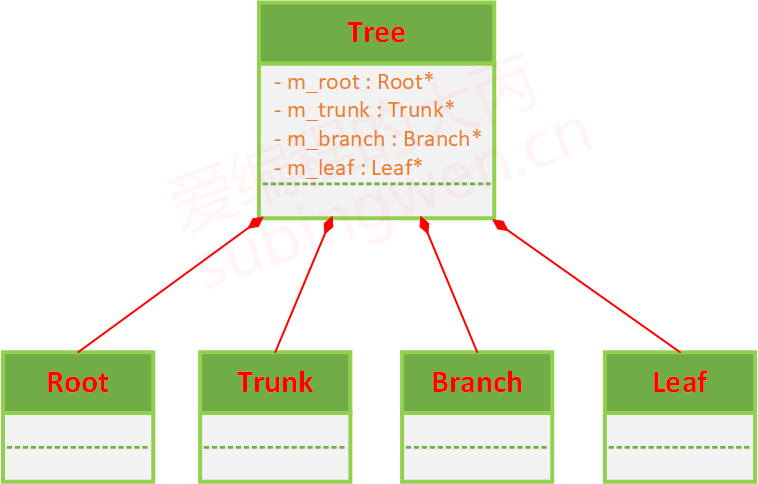 Tree
- m_root : Root*
- m_trunk : Trunk*
- m_branch : Branch*
- m_leaf : Leaf*
爱编程的大丙
subingwen.cn
Root
Trunk
Branch
Leaf